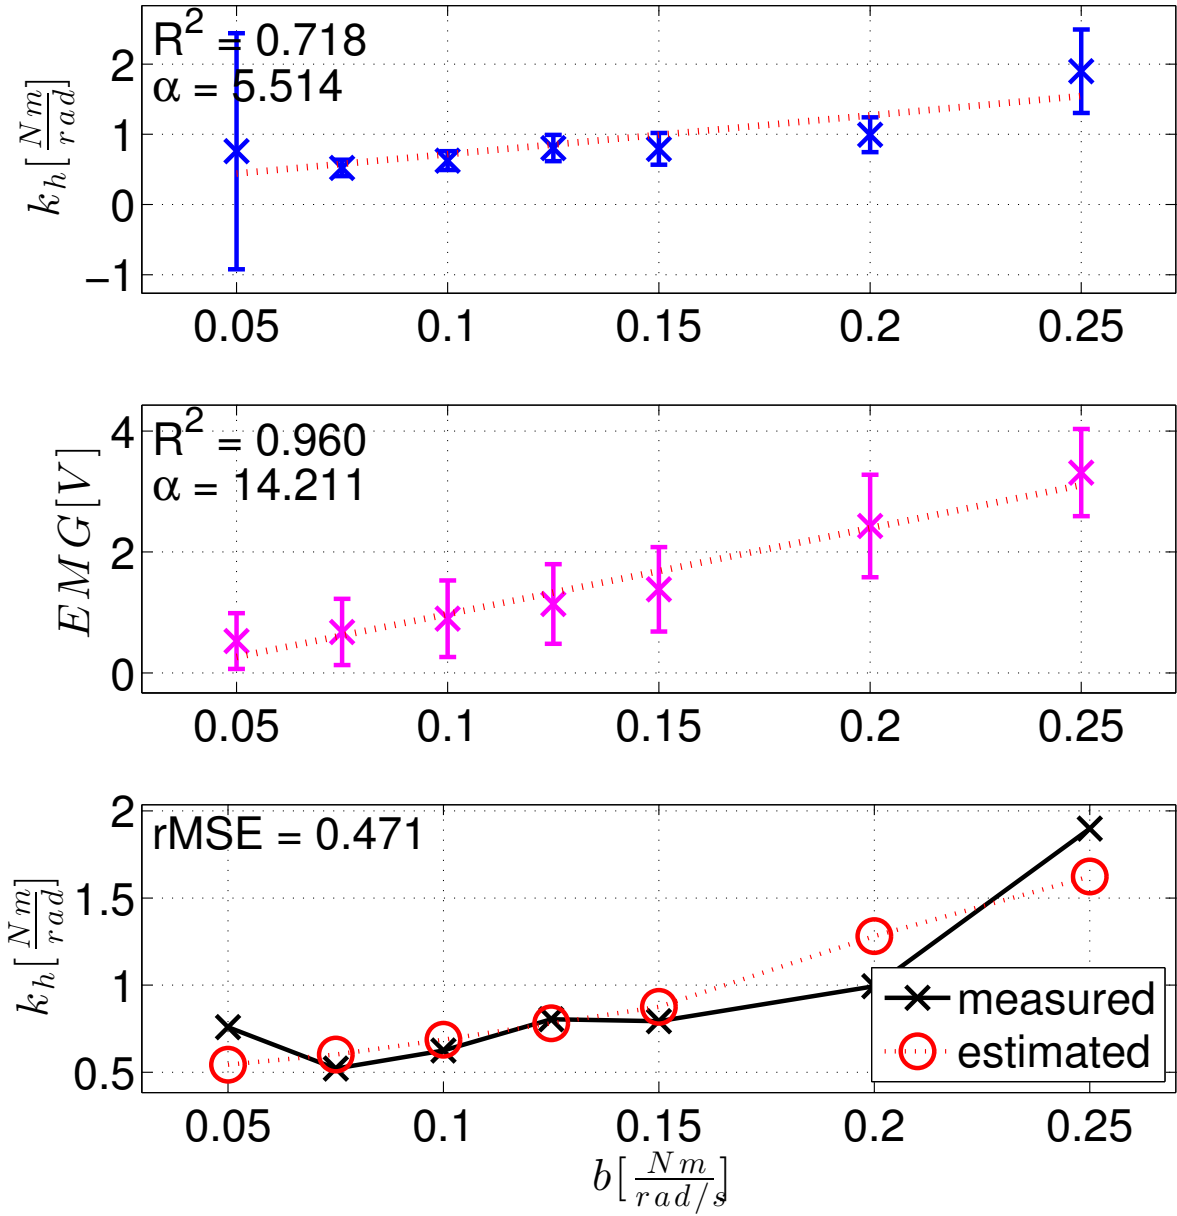 R² = 0.718
α = 5.514
k_h[Nm/rad]
2
1
0
−1
0.05 0.1 0.15 0.2 0.25
R² = 0.960
α = 14.211
EMG[V]
4
2
0
0.05 0.1 0.15 0.2 0.25
rMSE = 0.471
k_h[Nm/rad]
2
1.5
1
0.5
measured
estimated
0.05 0.1 0.15 0.2 0.25
b[Nm/rad/s]